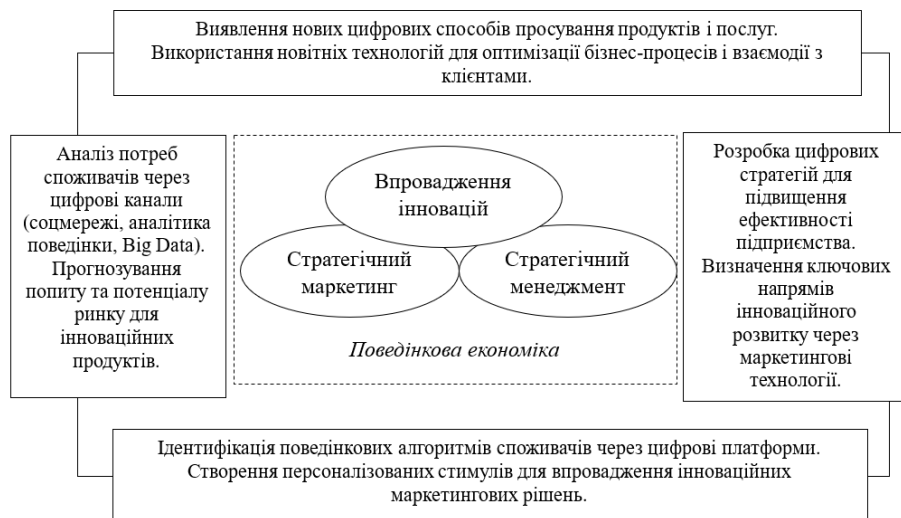 Виявлення нових цифрових способів просування продуктів і послуг.
Використання новітніх технологій для оптимізації бізнес-процесів і взаємодії з
клієнтами.
Аналіз потреб
споживачів через
цифрові канали
(соцмережі, аналітика
поведінки, Big Data).
Прогнозування
попиту та потенціалу
ринку для
інноваційних
продуктів.
Впровадження
інновацій
Стратегічний
маркетинг
Стратегічний
менеджмент
Поведінкова економіка
Розробка цифрових
стратегій для
підвищення
ефективності
підприємства.
Визначення ключових
напрямів
інноваційного
розвитку через
маркетингові
технології.
Ідентифікація поведінкових алгоритмів споживачів через цифрові платформи.
Створення персоналізованих стимулів для впровадження інноваційних
маркетингових рішень.